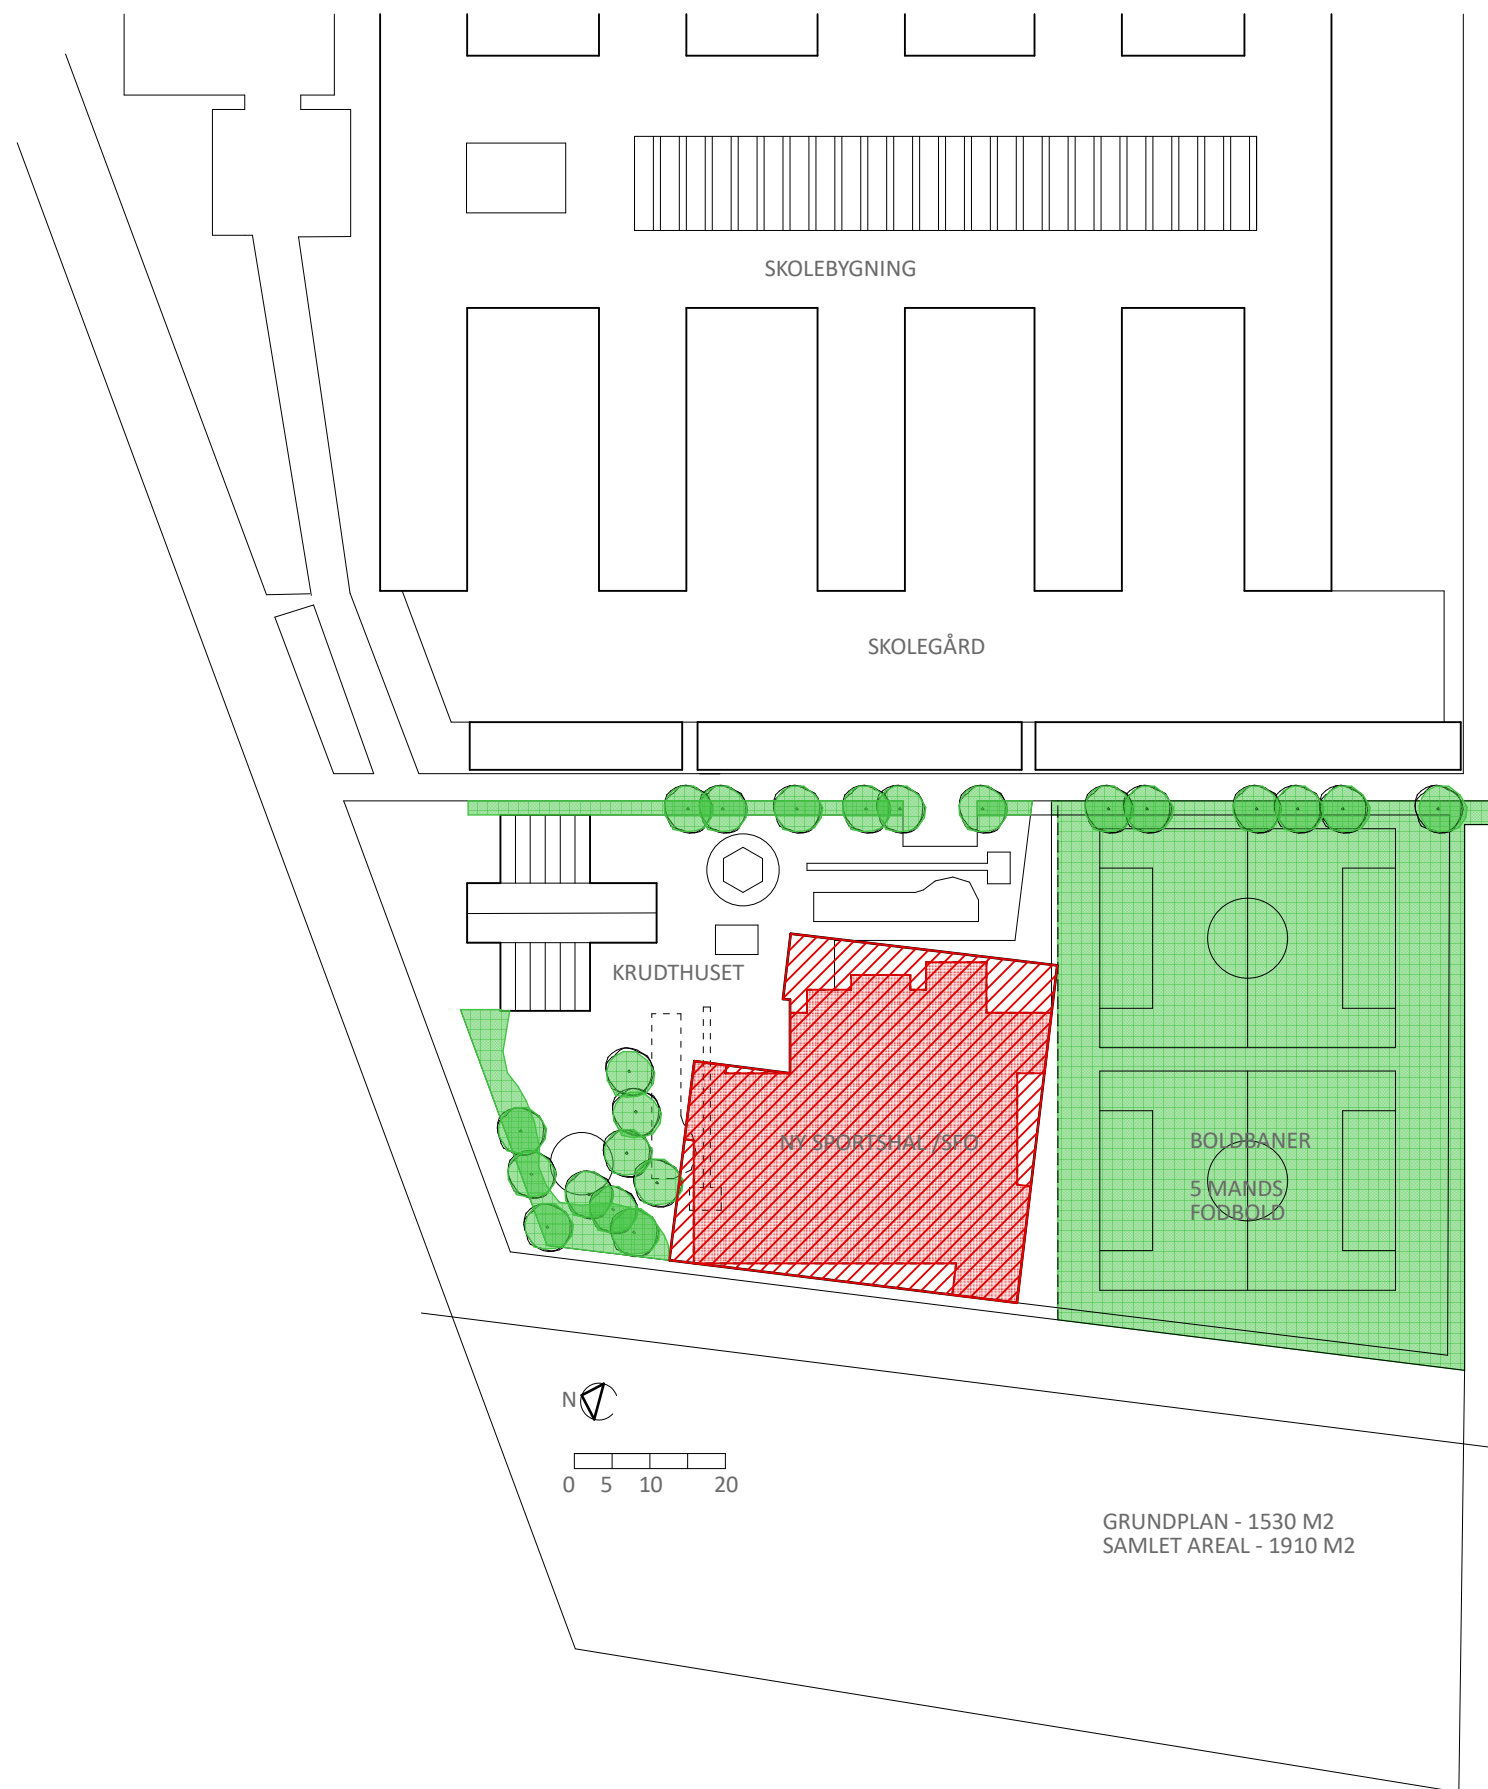 SKOLEBYGNING
SKOLEGÅRD
KRUDTHUSET
NY SPORTSHAL /SFO
BOLDBANER
5 MANDS
FODBOLD
N
0 5 10 20
GRUNDPLAN - 1530 M2
SAMLET AREAL - 1910 M2